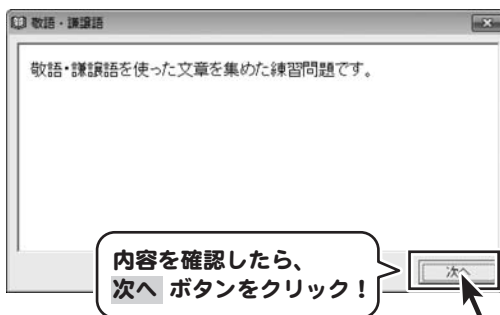 敬語・謙譲語
敬語・謙譲語を使った文章を集めた練習問題です。
内容を確認したら、
次へ ボタンをクリック！
次へ